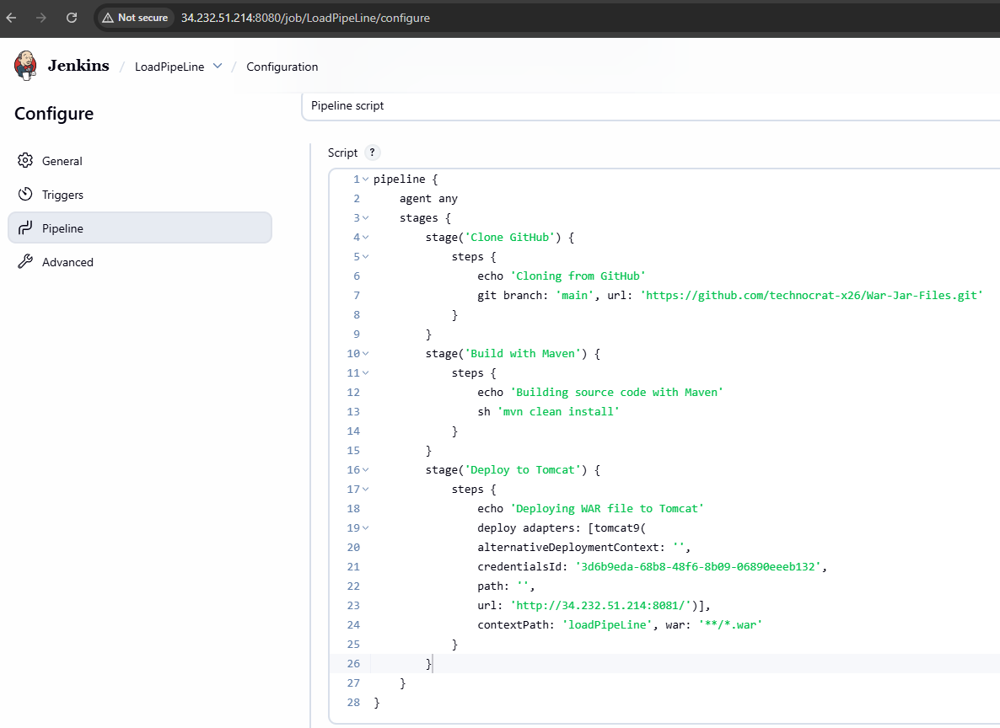 Not secure 34.232.51.214:8080/job/LoadPipeLine/configure
Jenkins / LoadPipeLine / Configuration
Configure
General
Triggers
Pipeline
Advanced
Pipeline script
Script ?
1 pipeline {
2     agent any
3     stages {
4         stage('Clone GitHub') {
5             steps {
6                 echo 'Cloning from GitHub'
7                 git branch: 'main', url: 'https://github.com/technocrat-x26/War-Jar-Files.git'
8             }
9         }
10         stage('Build with Maven') {
11             steps {
12                 echo 'Building source code with Maven'
13                 sh 'mvn clean install'
14             }
15         }
16         stage('Deploy to Tomcat') {
17             steps {
18                 echo 'Deploying WAR file to Tomcat'
19                 deploy adapters: [tomcat9(
20                 alternativeDeploymentContext: '',
21                 credentialsId: '3d6b9eda-68b8-48f6-8b09-06890eeeb132',
22                 path: '',
23                 url: 'http://34.232.51.214:8081/')],
24                 contextPath: 'loadPipeLine', war: '**/*.war'
25             }
26         }
27     }
28 }